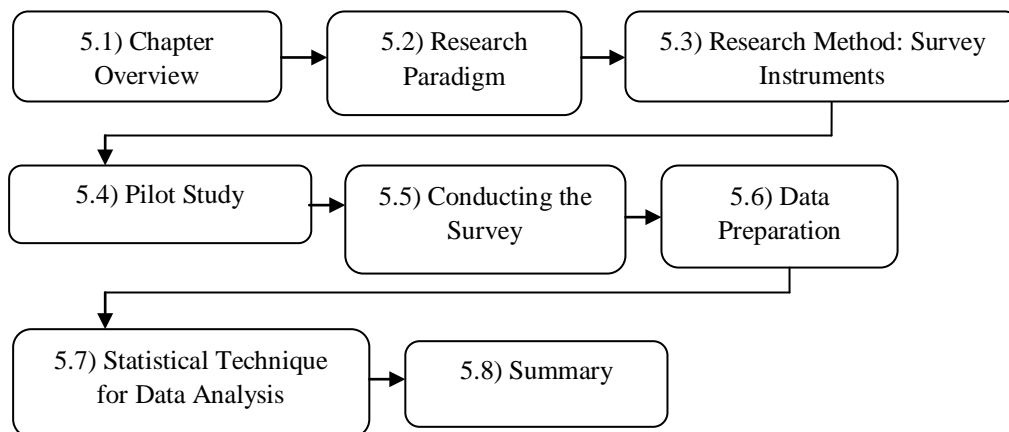 5.1) Chapter
Overview
5.2) Research
Paradigm
5.3) Research Method: Survey
Instruments
5.4) Pilot Study
5.5) Conducting the
Survey
5.6) Data
Preparation
5.7) Statistical Technique
for Data Analysis
5.8) Summary